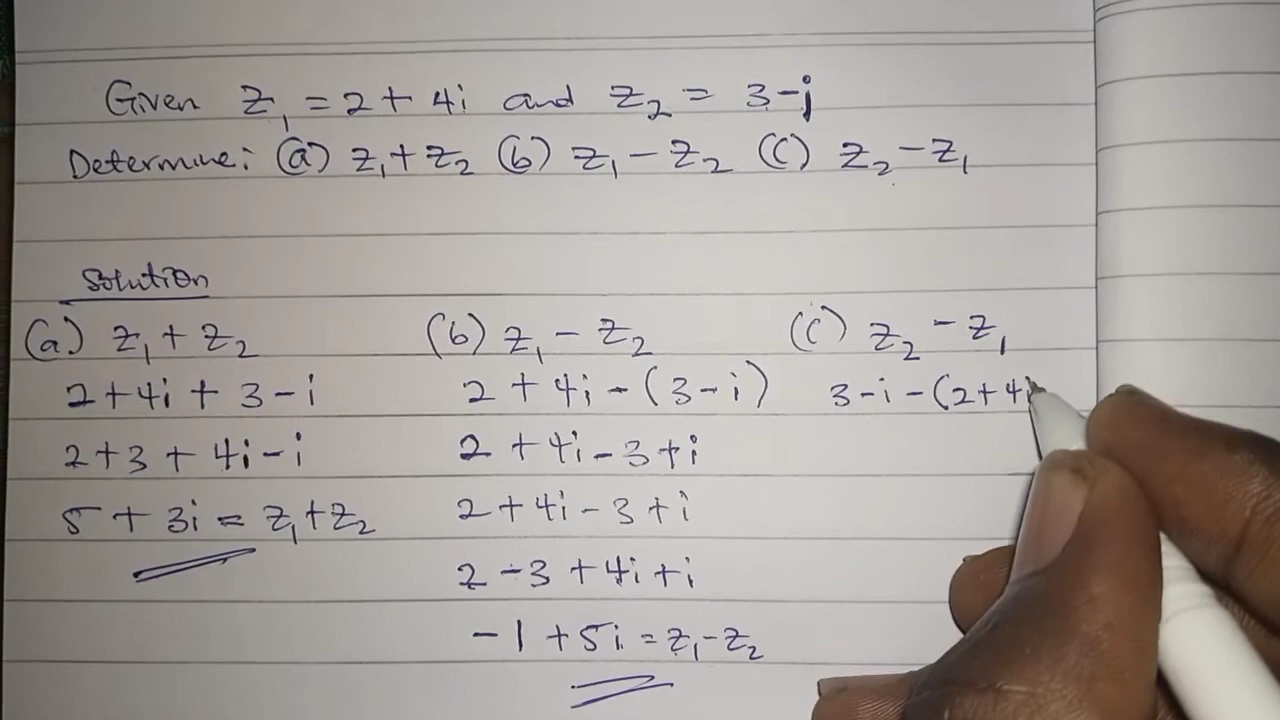 Given z₁ = 2 + 4i and z₂ = 3 - i
Determine: (a) z₁ + z₂ (b) z₁ - z₂ (c) z₂ - z₁
Solution
(a) z₁ + z₂
2 + 4i + 3 - i
2 + 3 + 4i - i
5 + 3i = z₁ + z₂
(b) z₁ - z₂
2 + 4i - (3 - i)
2 + 4i - 3 + i
2 + 4i - 3 + i
2 - 3 + 4i + i
-1 + 5i = z₁ - z₂
(c) z₂ - z₁
3 - i - (2 + 4i